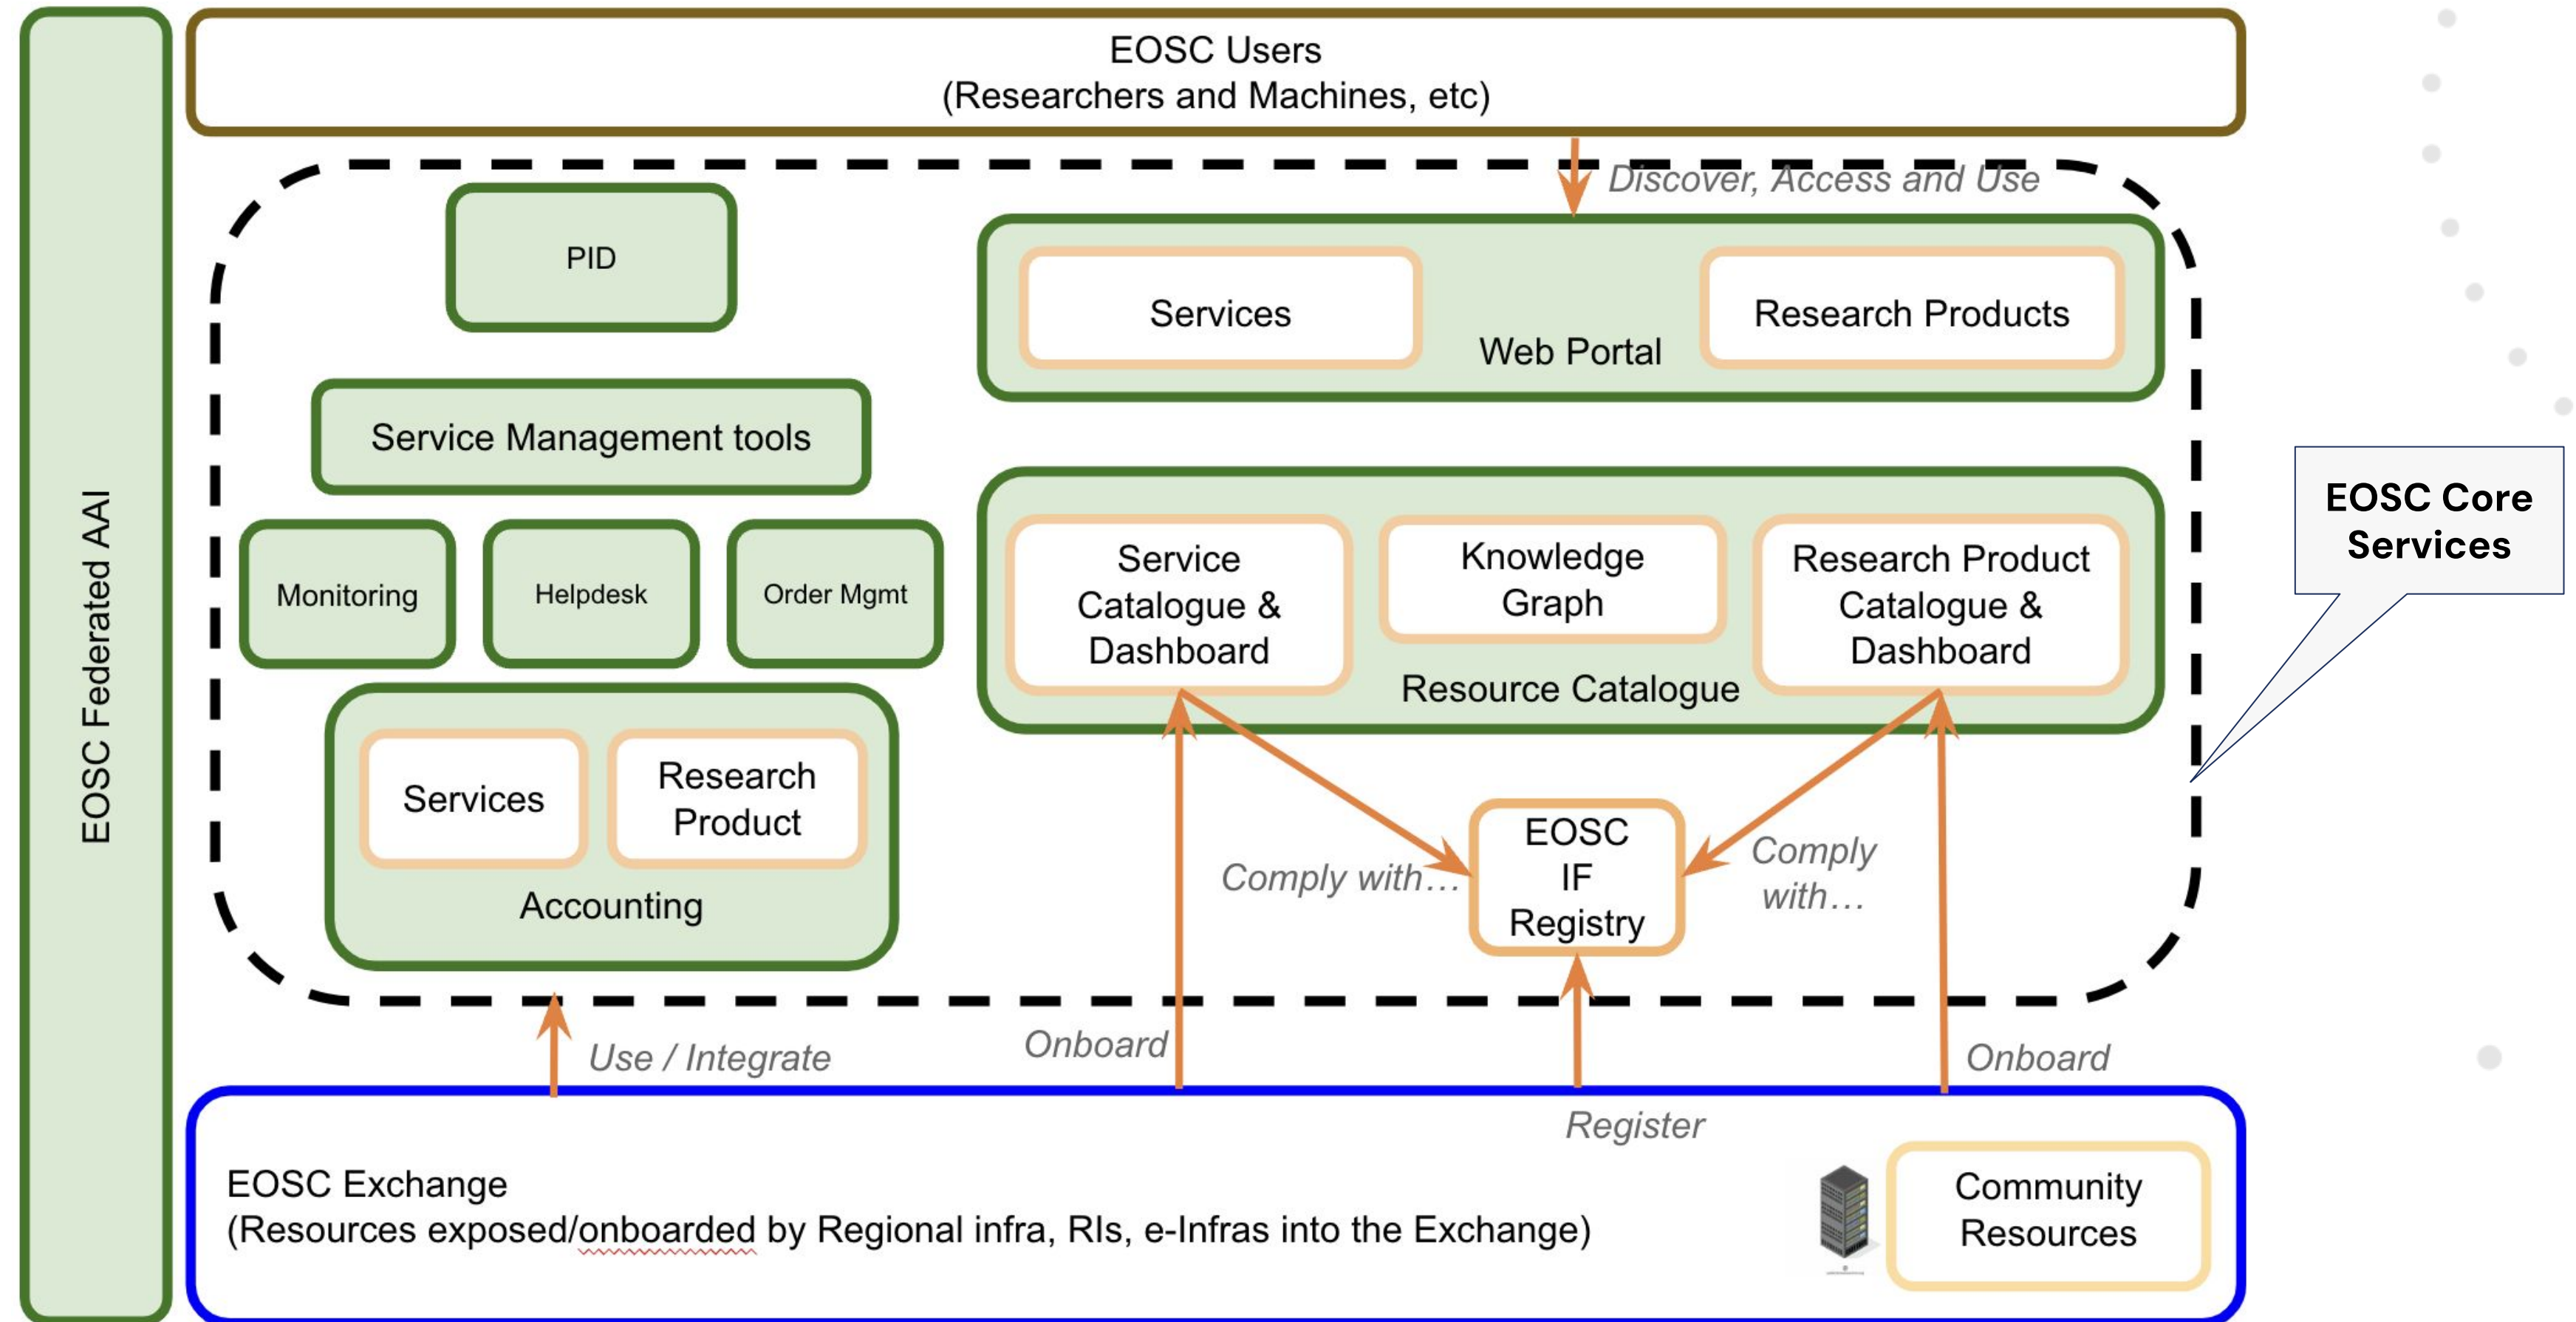 EOSC Users
(Researchers and Machines, etc)
EOSC Federated AAI
Discover, Access and Use
PID
Services
Research Products
Web Portal
Service Management tools
Monitoring
Helpdesk
Order Mgmt
Service
Catalogue &
Dashboard
Knowledge
Graph
Research Product
Catalogue &
Dashboard
Resource Catalogue
EOSC Core
Services
Services
Research
Product
Accounting
Comply with…
EOSC
IF
Registry
Comply
with…
Use / Integrate
Onboard
Onboard
Register
EOSC Exchange
(Resources exposed/onboarded by Regional infra, RIs, e-Infras into the Exchange)
Community
Resources